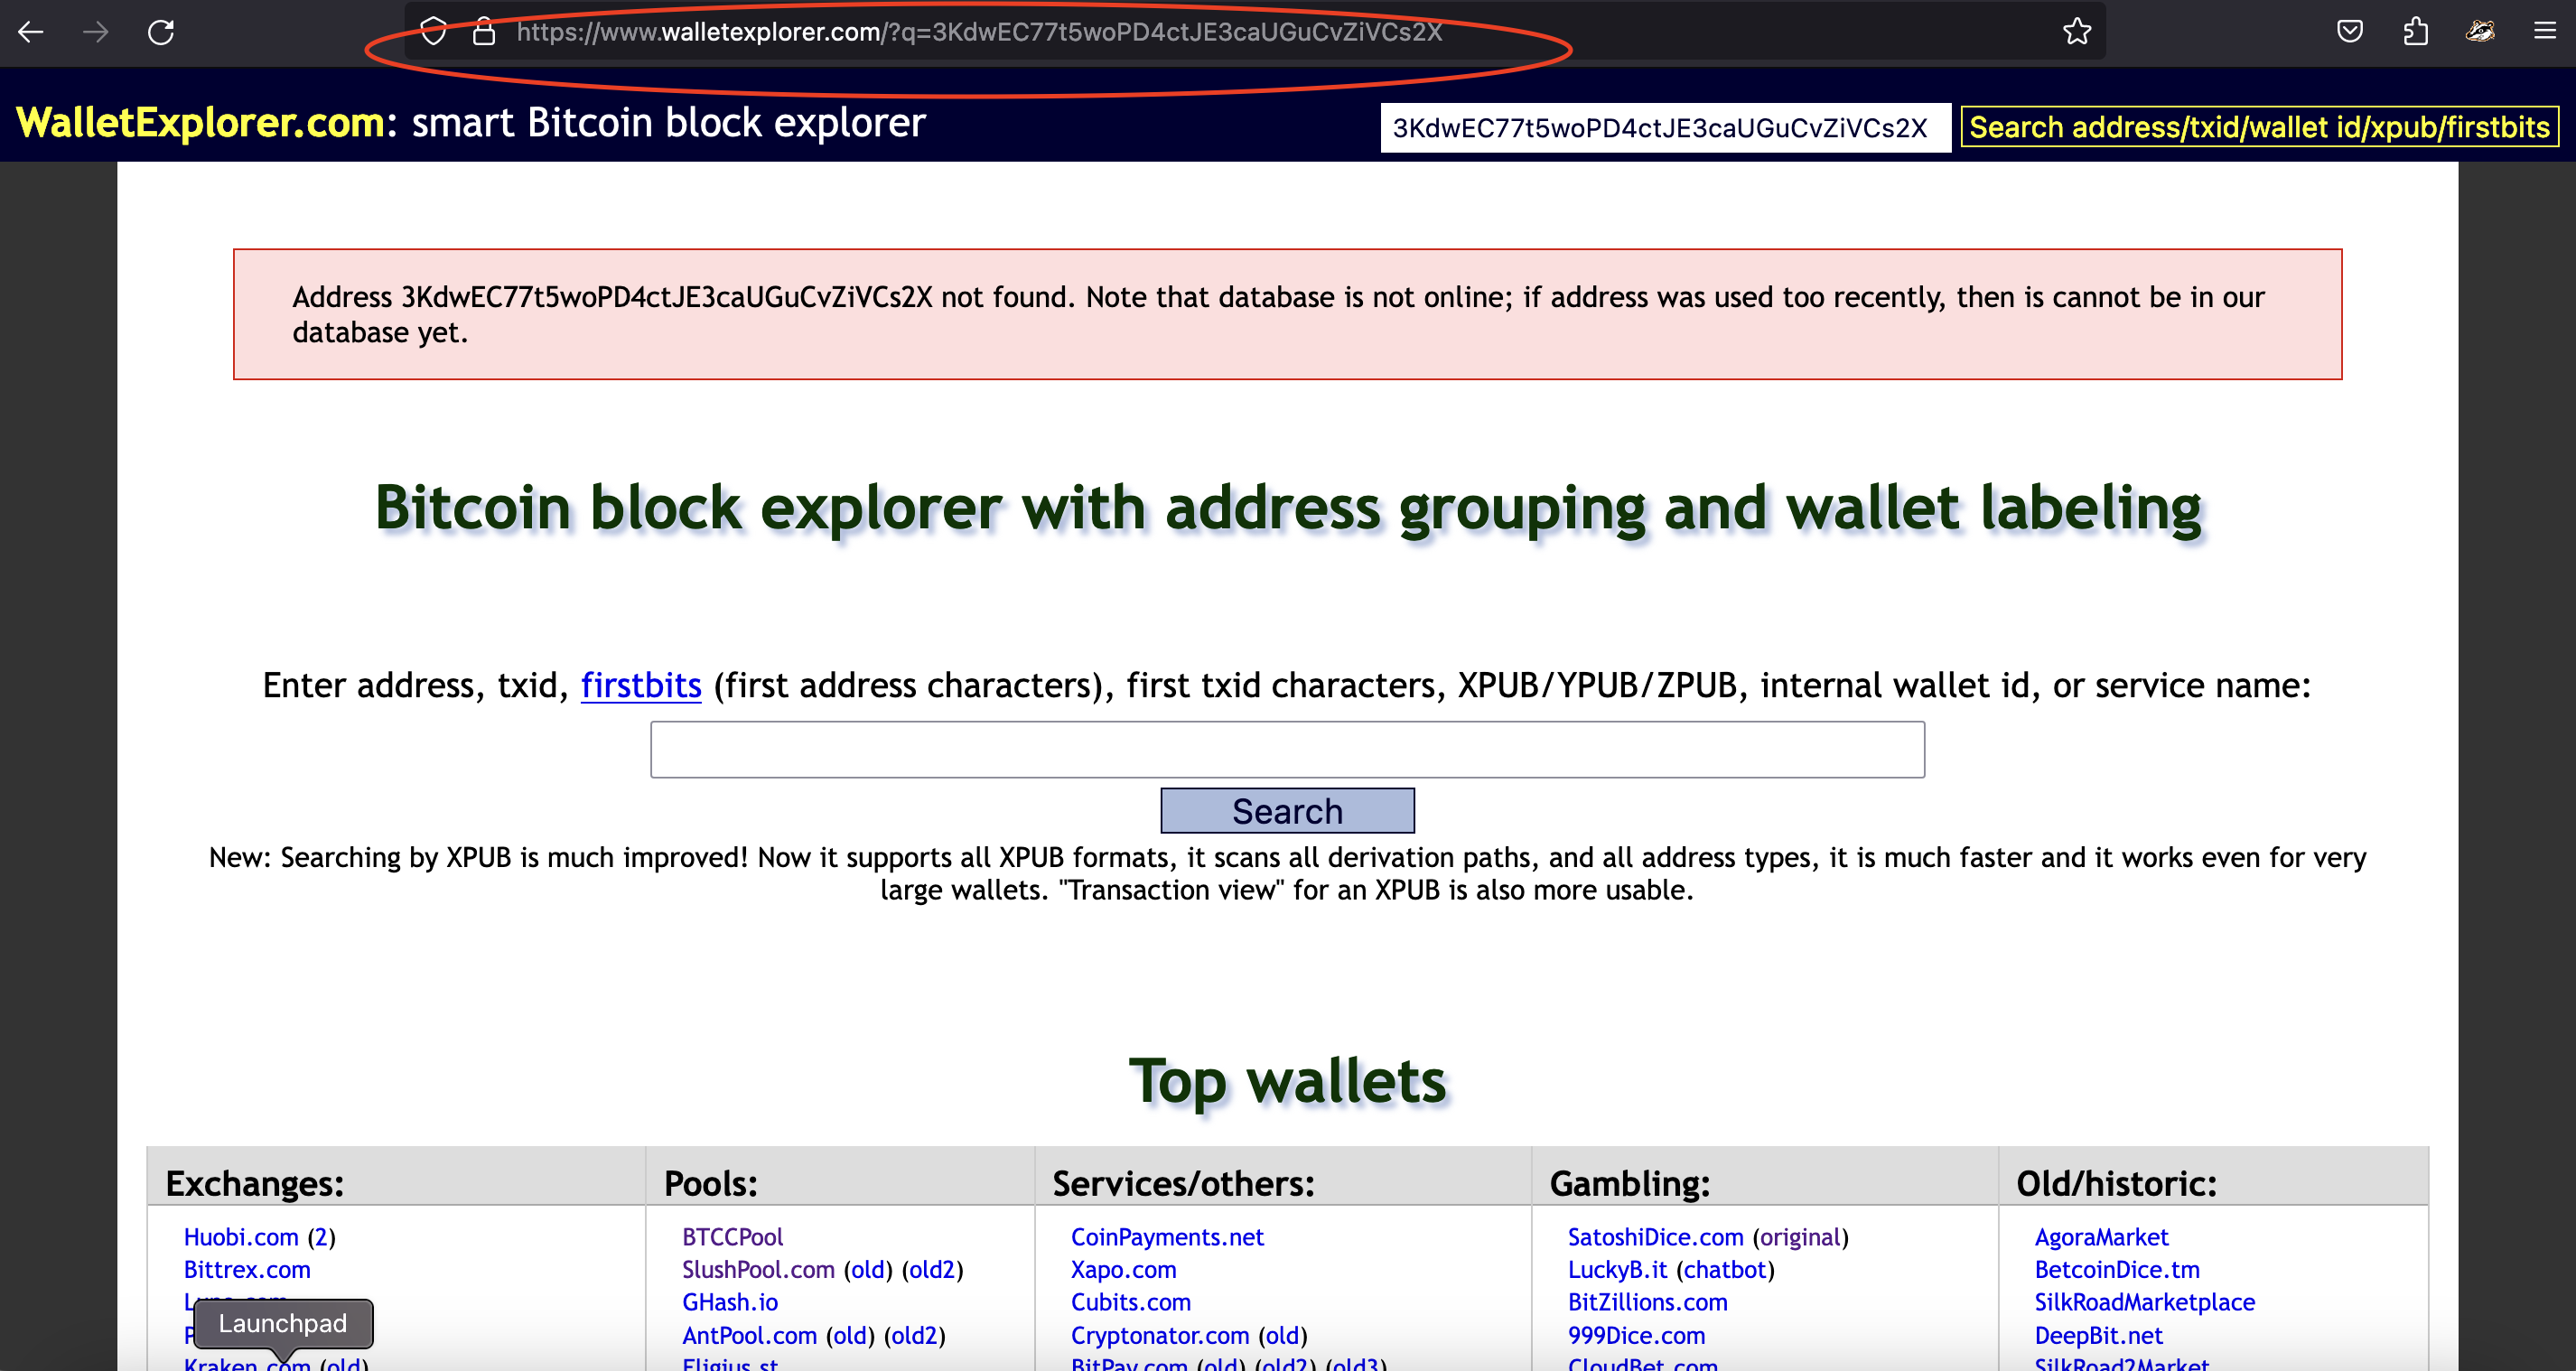 https://www.walletexplorer.com/?q=3KdwEC77t5woPD4ctJE3caUGuCvZiVCs2X
WalletExplorer.com: smart Bitcoin block explorer
3KdwEC77t5woPD4ctJE3caUGuCvZiVCs2X
Search address/txid/wallet id/xpub/firstbits
Address 3KdwEC77t5woPD4ctJE3caUGuCvZiVCs2X not found. Note that database is not online; if address was used too recently, then is cannot be in our
database yet.
Bitcoin block explorer with address grouping and wallet labeling
Enter address, txid, firstbits (first address characters), first txid characters, XPUB/YPUB/ZPUB, internal wallet id, or service name:
Search
New: Searching by XPUB is much improved! Now it supports all XPUB formats, it scans all derivation paths, and all address types, it is much faster and it works even for very
large wallets. "Transaction view" for an XPUB is also more usable.
Top wallets
Exchanges:
Huobi.com (2)
Bittrex.com
Launchpad
Kraken.com (old)
Pools:
BTCCPool
SlushPool.com (old) (old2)
GHash.io
AntPool.com (old) (old2)
Eligius.st
Services/others:
CoinPayments.net
Xapo.com
Cubits.com
Cryptonator.com (old)
BitPay.com (old) (old2) (old3)
Gambling:
SatoshiDice.com (original)
LuckyB.it (chatbot)
BitZillions.com
999Dice.com
CloudBet.com
Old/historic:
AgoraMarket
BetcoinDice.tm
SilkRoadMarketplace
DeepBit.net
SilkRoad2Market